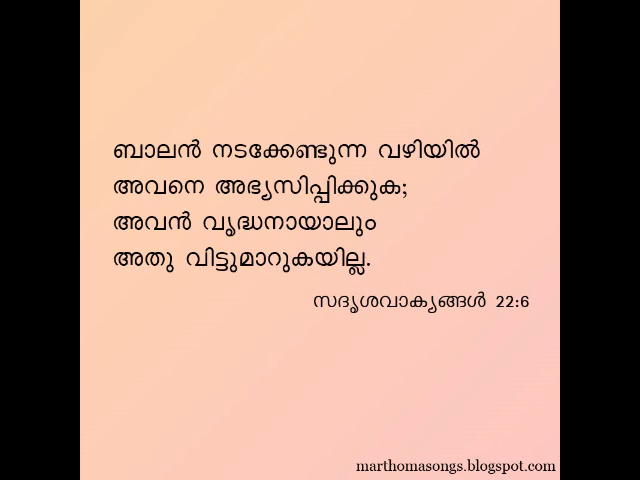 ബാലൻ നടക്കേണ്ടുന്ന വഴിയിൽ
അവനെ അഭ്യസിപ്പിക്കുക;
അവൻ വൃദ്ധനായാലും
അതു വിട്ടുമാറുകയില്ല.
സദൃശവാക്യങ്ങൾ 22:6
marthomasongs.blogspot.com